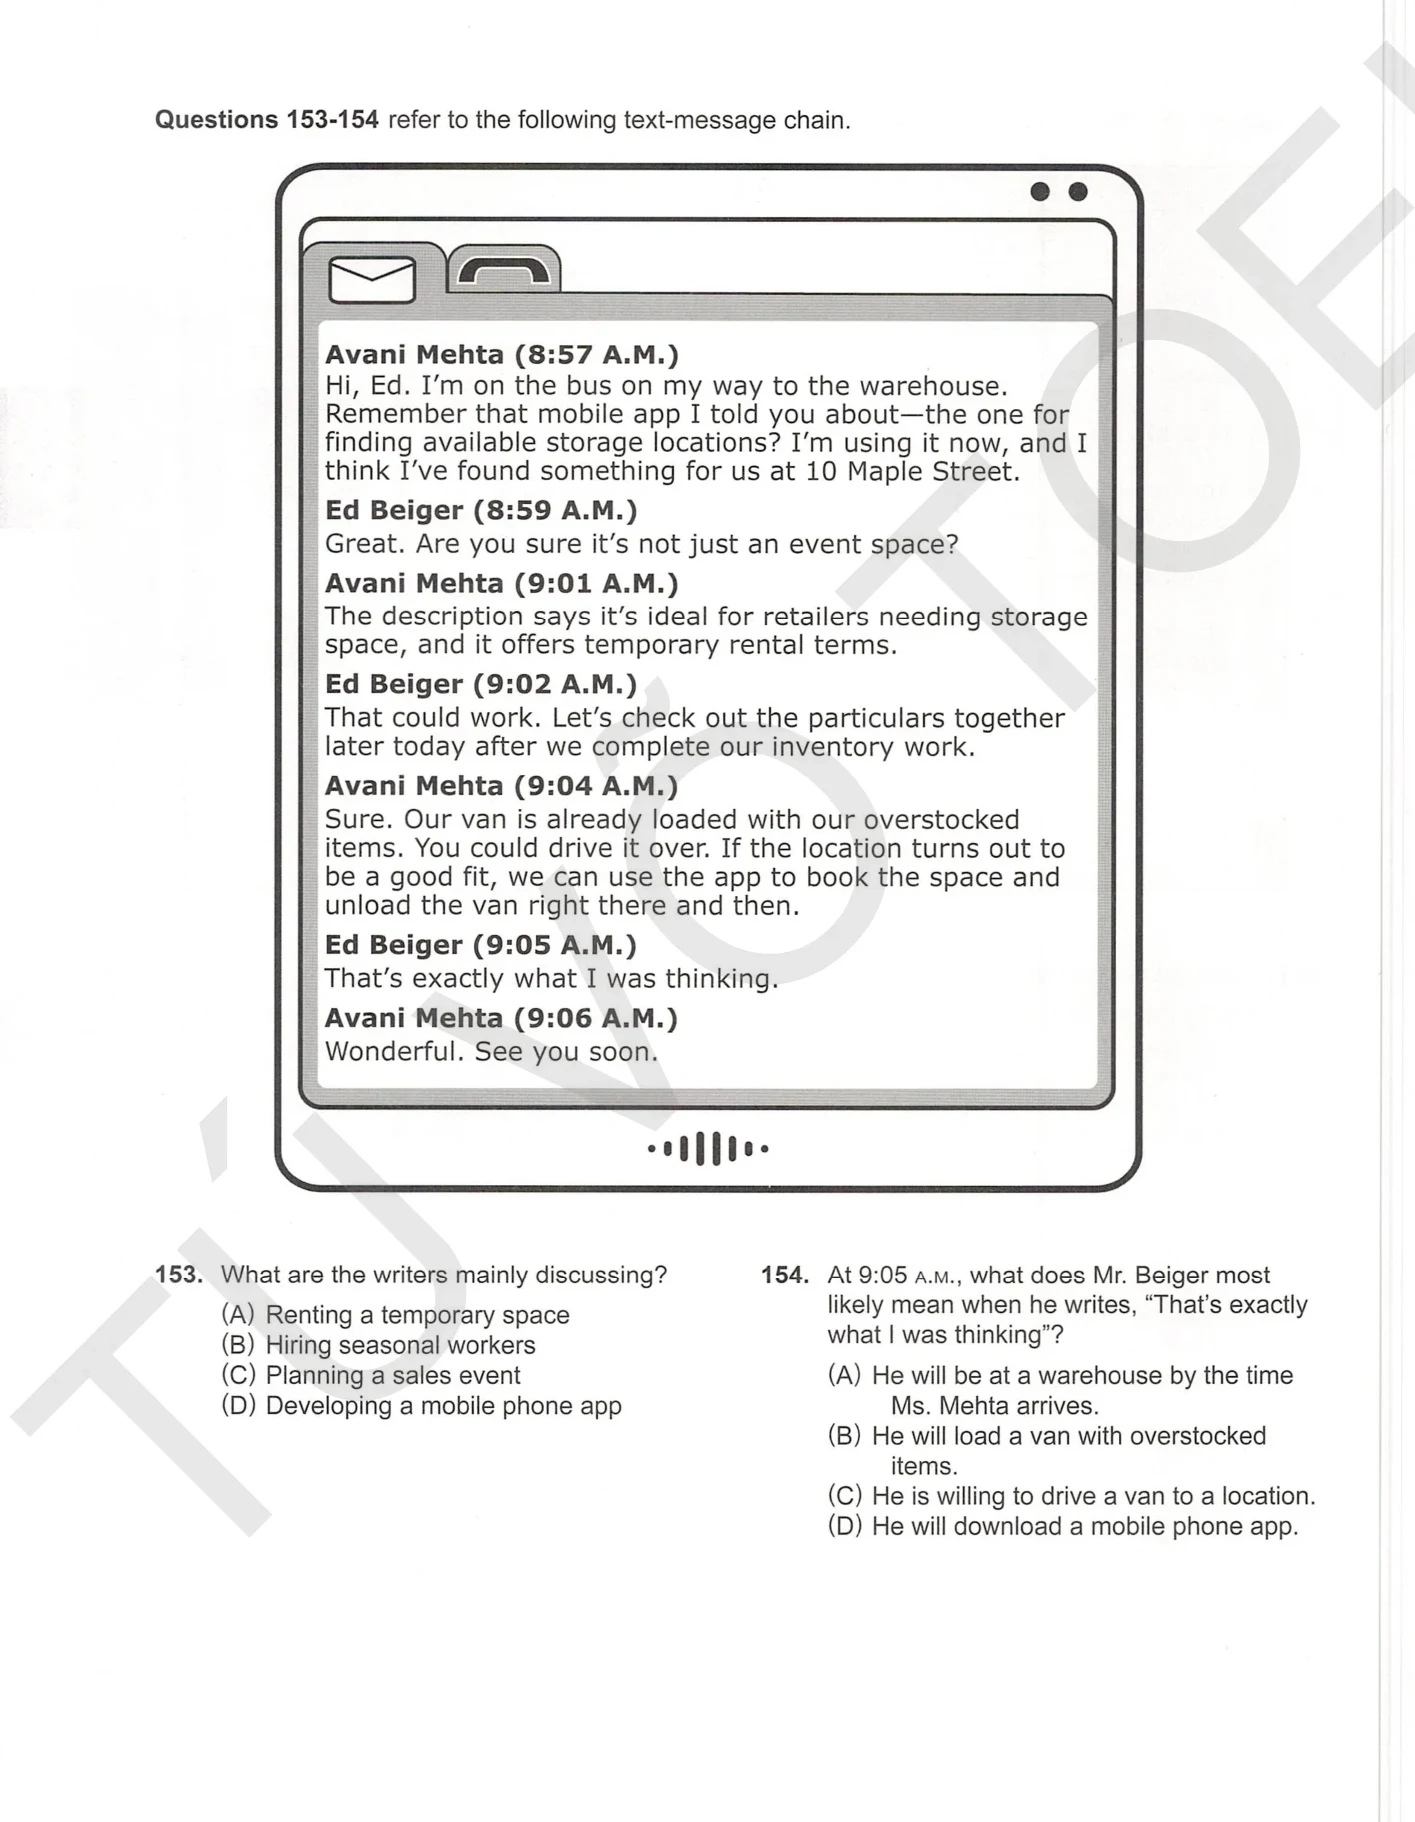 Questions 153-154 refer to the following text-message chain.
Avani Mehta (8:57 A.M.)
Hi, Ed. I'm on the bus on my way to the warehouse.
Remember that mobile app I told you about—the one for
finding available storage locations? I'm using it now, and I
think I've found something for us at 10 Maple Street.
Ed Beiger (8:59 A.M.)
Great. Are you sure it's not just an event space?
Avani Mehta (9:01 A.M.)
The description says it's ideal for retailers needing storage
space, and it offers temporary rental terms.
Ed Beiger (9:02 A.M.)
That could work. Let's check out the particulars together
later today after we complete our inventory work.
Avani Mehta (9:04 A.M.)
Sure. Our van is already loaded with our overstocked
items. You could drive it over. If the location turns out to
be a good fit, we can use the app to book the space and
unload the van right there and then.
Ed Beiger (9:05 A.M.)
That's exactly what I was thinking.
Avani Mehta (9:06 A.M.)
Wonderful. See you soon.
153. What are the writers mainly discussing?
(A) Renting a temporary space
(B) Hiring seasonal workers
(C) Planning a sales event
(D) Developing a mobile phone app
154. At 9:05 A.M., what does Mr. Beiger most
likely mean when he writes, "That's exactly
what I was thinking"?
(A) He will be at a warehouse by the time
Ms. Mehta arrives.
(B) He will load a van with overstocked
items.
(C) He is willing to drive a van to a location.
(D) He will download a mobile phone app.
TÚ VÕ TOE